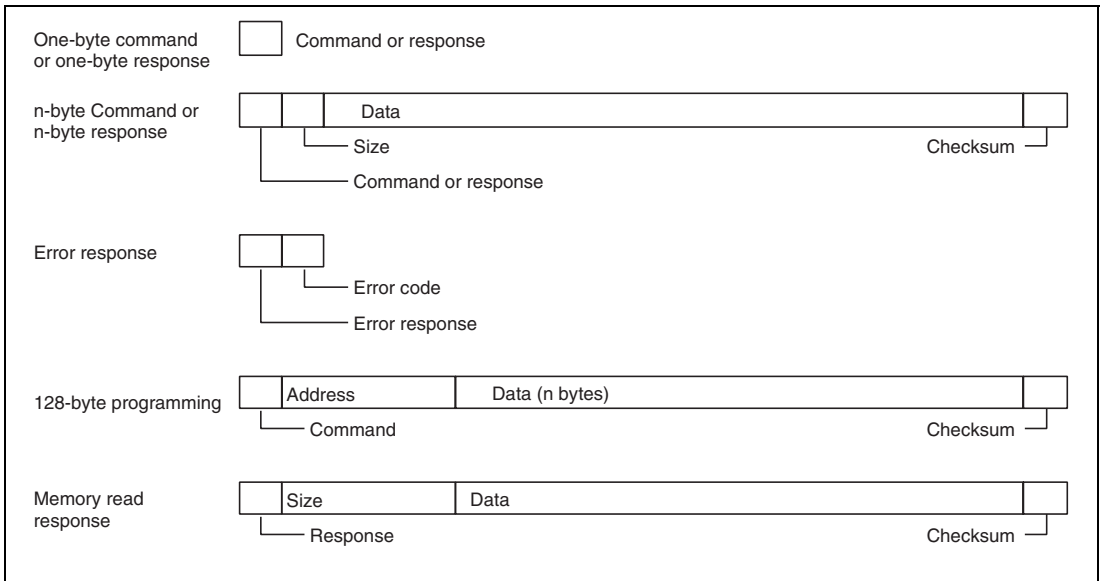 One-byte command
or one-byte response
Command or response
n-byte Command or
n-byte response
Data
Size
Checksum
Command or response
Error response
Error code
Error response
128-byte programming
Address
Data (n bytes)
Command
Checksum
Memory read
response
Size
Data
Response
Checksum